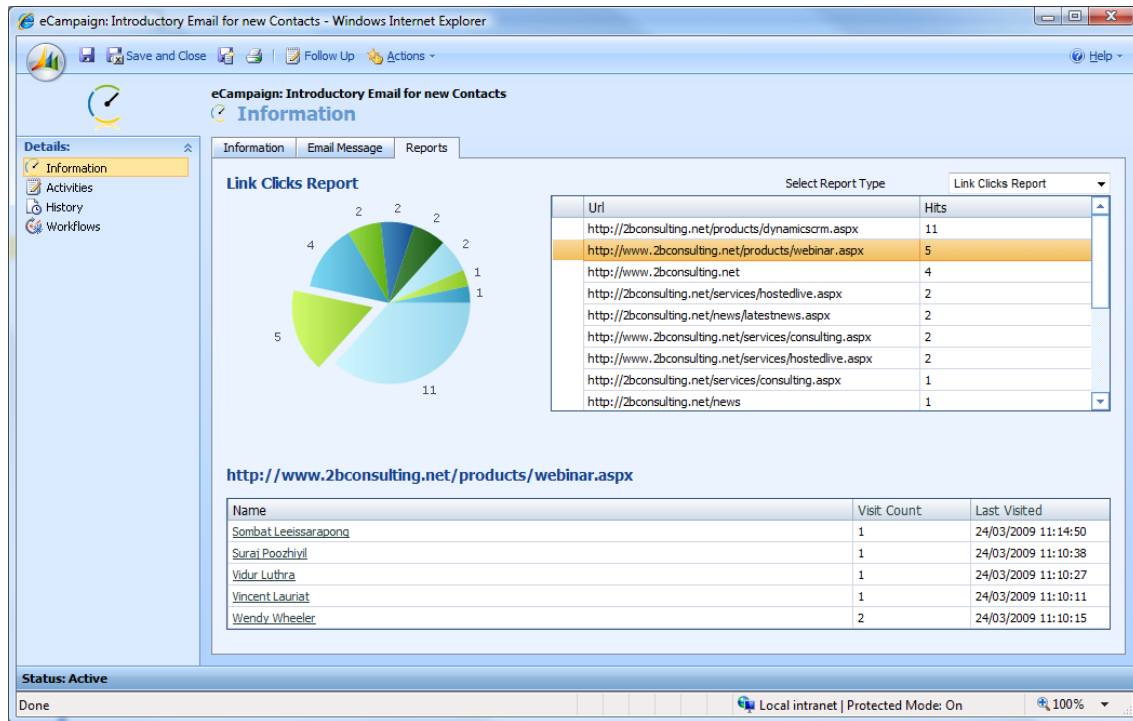 eCampaign: Introductory Email for new Contacts - Windows Internet Explorer
Save and Close Follow Up Actions Help
eCampaign: Introductory Email for new Contacts
Information
Details:
Information
Activities
History
Workflows
Information Email Message Reports
Link Clicks Report
Select Report Type Link Clicks Report
2
2
2
2
4
1
1
5
11
Url Hits
http://2bconsulting.net/products/dynamicscrm.aspx 11
http://www.2bconsulting.net/products/webinar.aspx 5
http://www.2bconsulting.net 4
http://2bconsulting.net/services/hostedlive.aspx 2
http://2bconsulting.net/news/latestnews.aspx 2
http://www.2bconsulting.net/services/consulting.aspx 2
http://www.2bconsulting.net/services/hostedlive.aspx 2
http://2bconsulting.net/services/consulting.aspx 1
http://2bconsulting.net/news 1
http://www.2bconsulting.net/products/webinar.aspx
Name Visit Count Last Visited
Sombat Leeissarapong 1 24/03/2009 11:14:50
Suraj Poozhiyil 1 24/03/2009 11:10:38
Vidur Luthra 1 24/03/2009 11:10:27
Vincent Lauriat 1 24/03/2009 11:10:11
Wendy Wheeler 2 24/03/2009 11:10:15
Status: Active
Done Local intranet | Protected Mode: On 100%